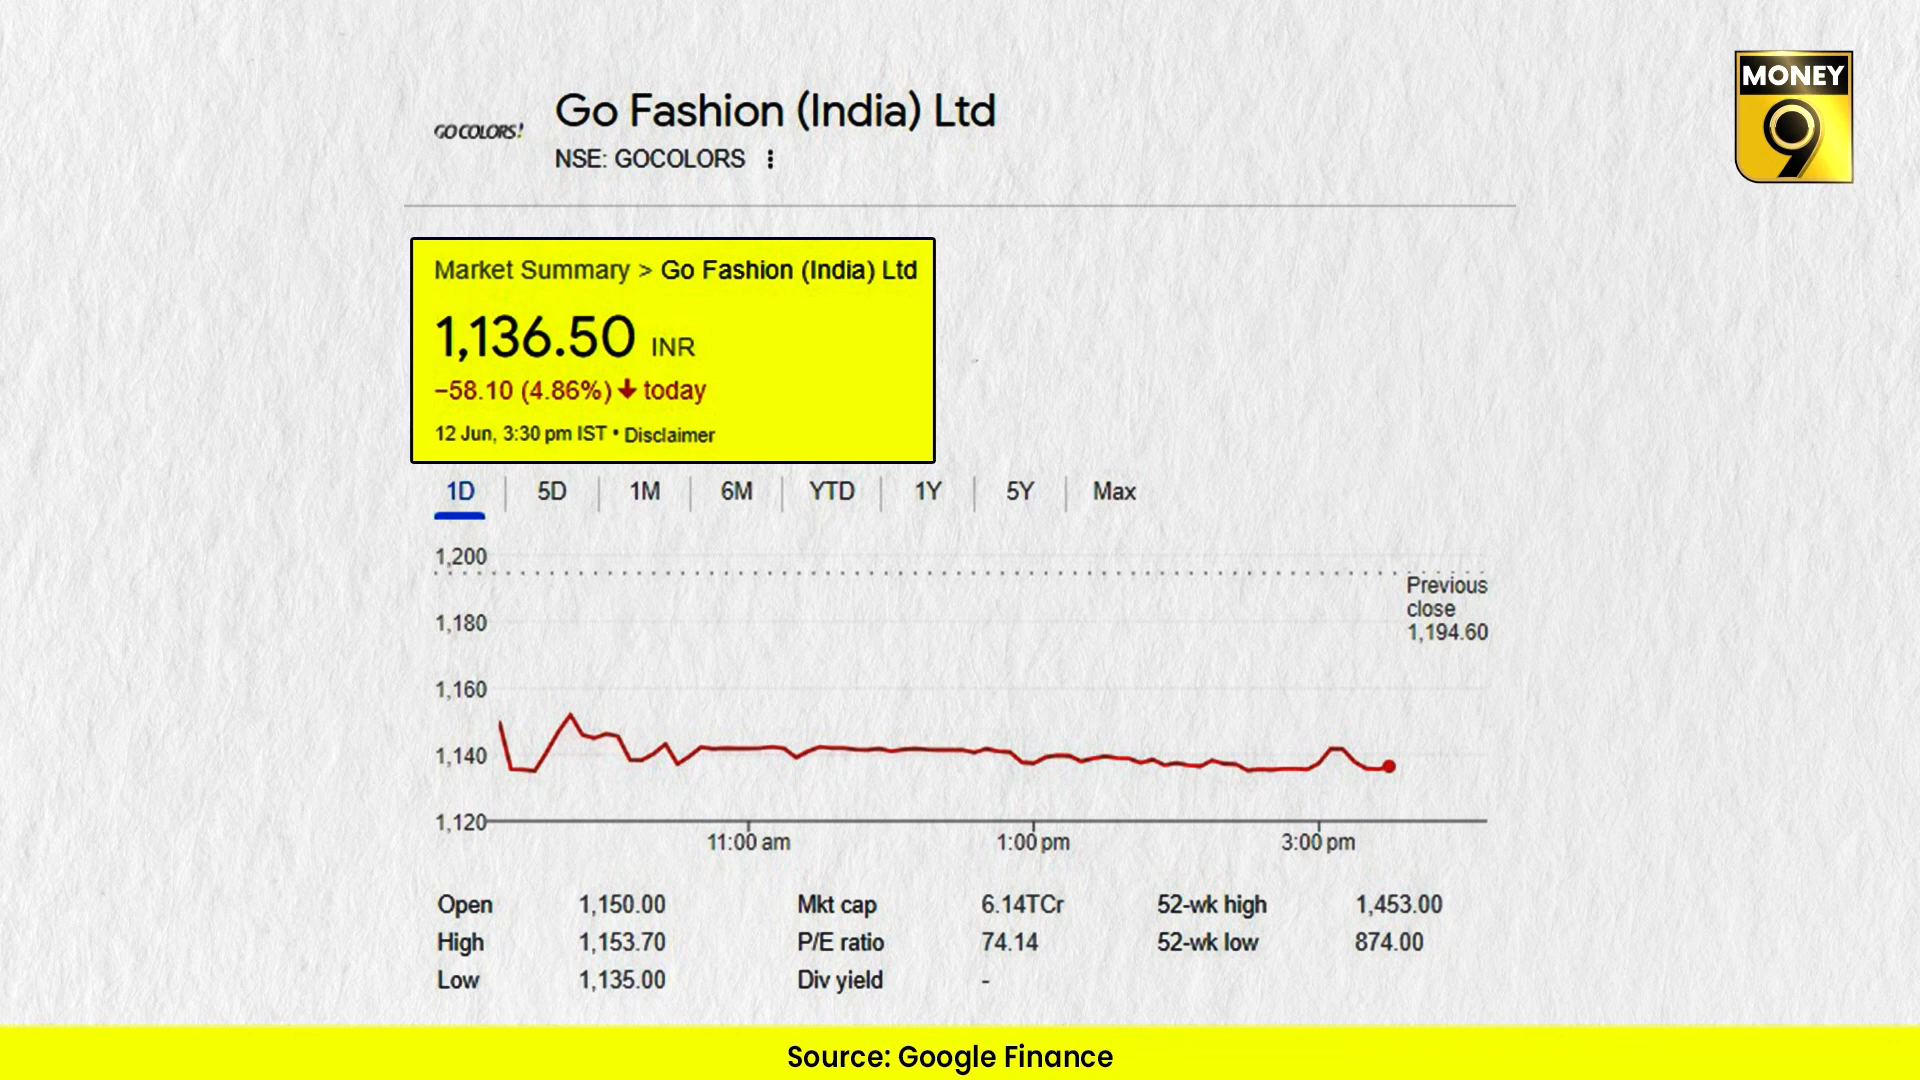 MONEY
9
GO COLORS!
Go Fashion (India) Ltd
NSE: GOCOLORS
Market Summary > Go Fashion (India) Ltd
1,136.50 INR
−58.10 (4.86%) today
12 Jun, 3:30 pm IST • Disclaimer
1D 5D 1M 6M YTD 1Y 5Y Max
1,200
Previous
close
1,194.60
1,180
1,160
1,140
1,120
11:00 am 1:00 pm 3:00 pm
Open 1,150.00 Mkt cap 6.14TCr 52-wk high 1,453.00
High 1,153.70 P/E ratio 74.14 52-wk low 874.00
Low 1,135.00 Div yield -
Source: Google Finance